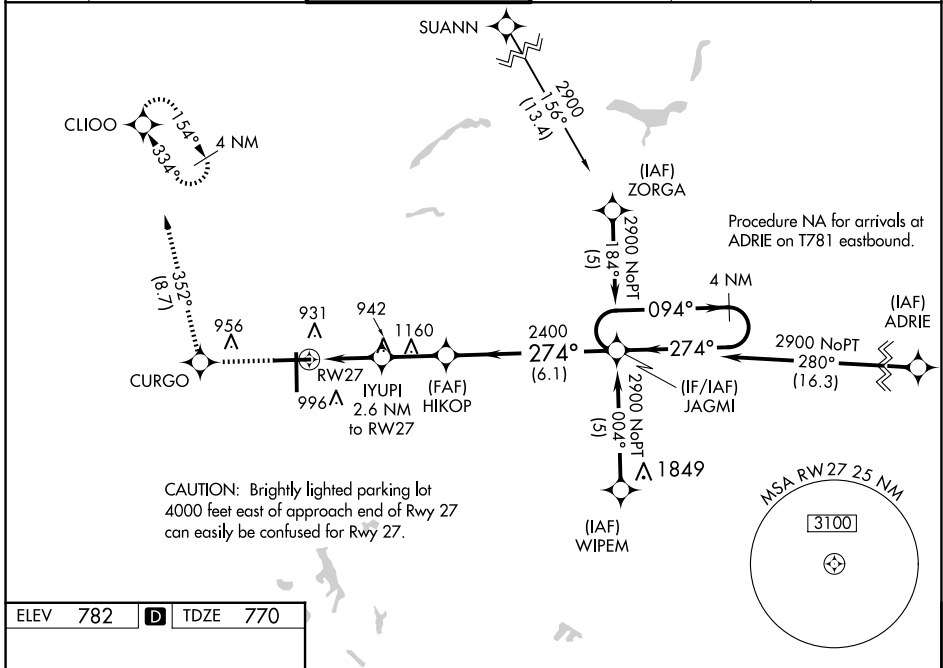 SUANN
2900
156°
(13.4)
CLIOO
154°
334°
4 NM
(IAF)
ZORGA
2900 NoPT
184°
(5)
Procedure NA for arrivals at
ADRIE on T781 eastbound.
4 NM
094°
274°
(IAF)
ADRIE
2900 NoPT
280°
(16.3)
352°
(8.7)
956
931
942
1160
2400
274°
(6.1)
CURGO
RW27
996
IYUPI
2.6 NM
to RW27
(FAF)
HIKOP
(IF/IAF)
JAGMI
2900 NoPT
004°
(5)
1849
(IAF)
WIPEM
CAUTION: Brightly lighted parking lot
4000 feet east of approach end of Rwy 27
can easily be confused for Rwy 27.
MSA RW27 25 NM
3100
ELEV 782 D TDZE 770